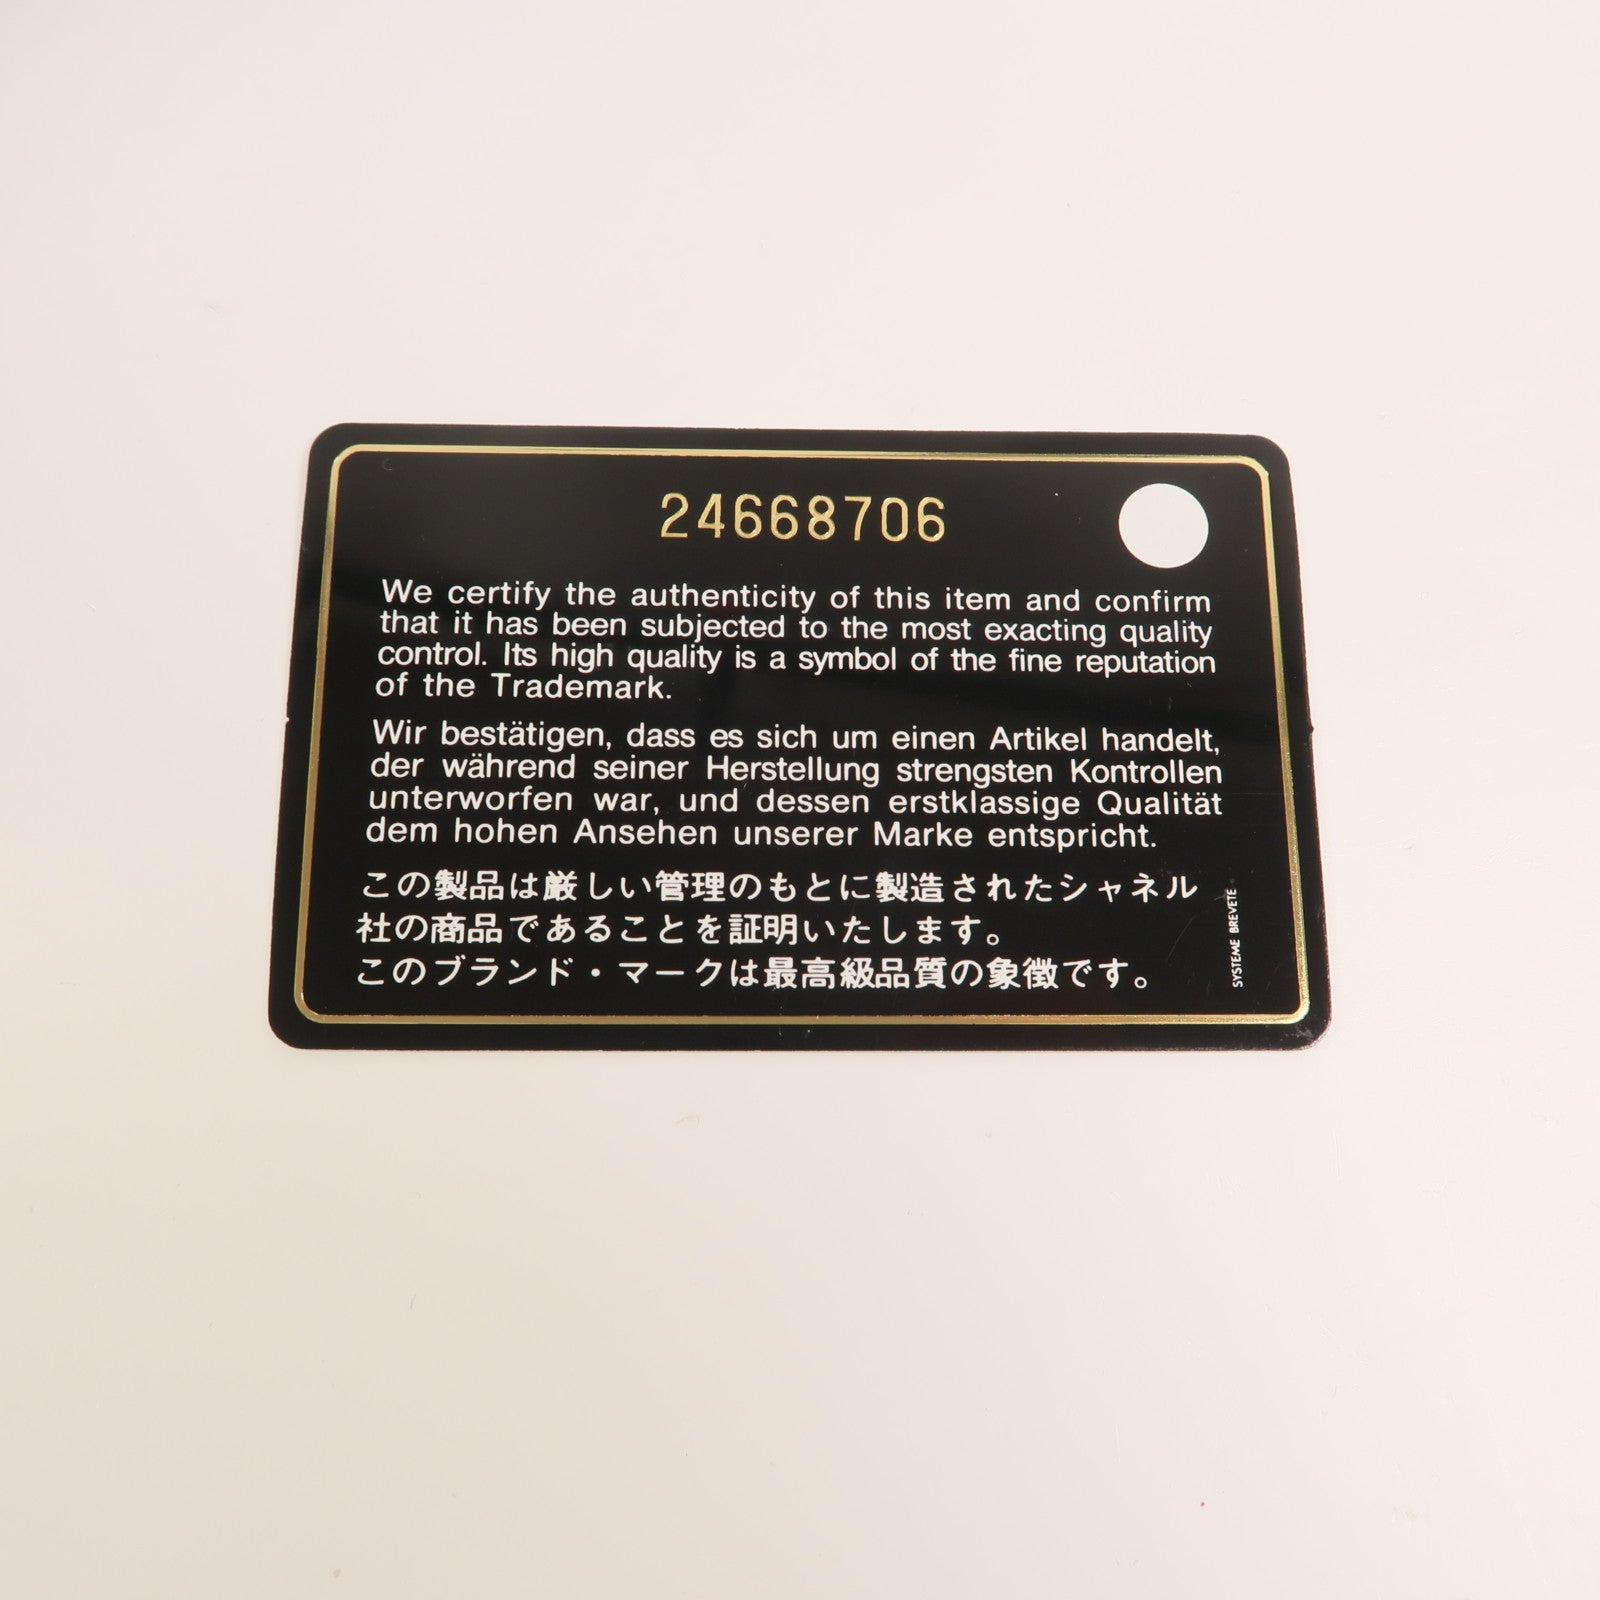 24668706
We certify the authenticity of this item and confirm
that it has been subjected to the most exacting quality
control. Its high quality is a symbol of the fine reputation
of the Trademark.
Wir bestätigen, dass es sich um einen Artikel handelt,
der während seiner Herstellung strengsten Kontrollen
unterworfen war, und dessen erstklassige Qualität
dem hohen Ansehen unserer Marke entspricht.
この製品は厳しい管理のもとに製造されたシャネル
社の商品であることを証明いたします。
このブランド・マークは最高級品質の象徴です。
SYSTEME BREVETE